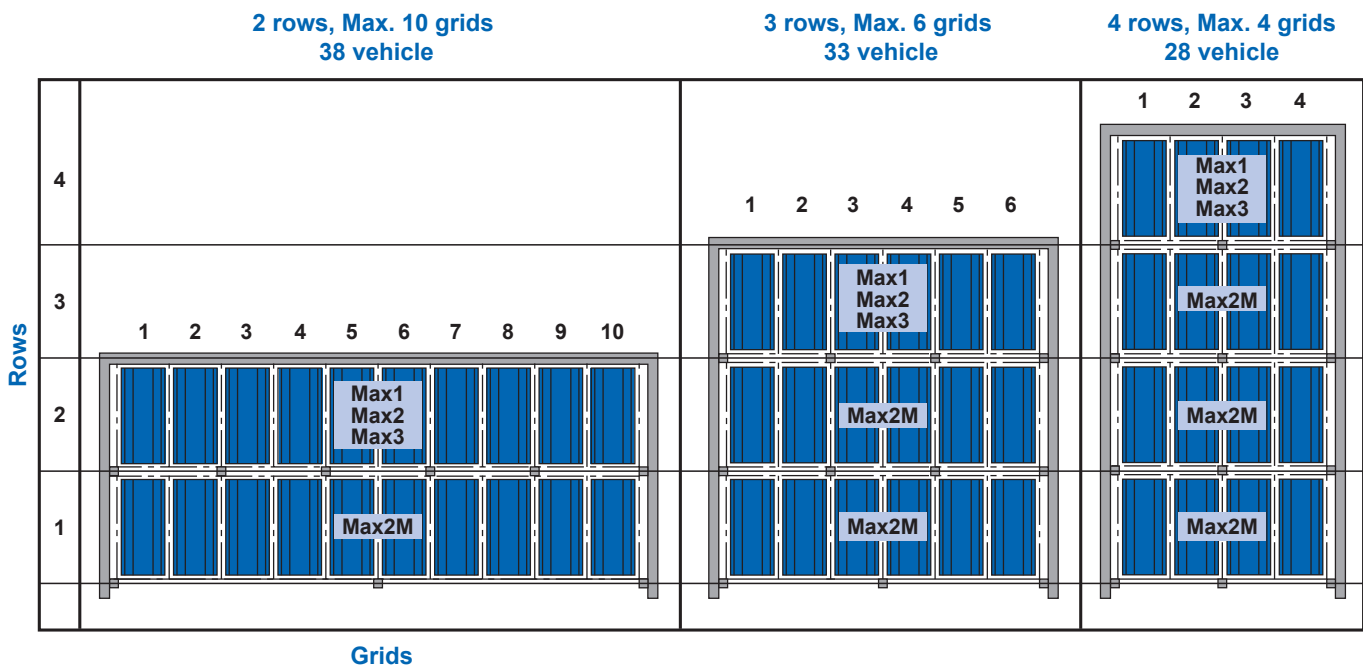 2 rows, Max. 10 grids
38 vehicle
3 rows, Max. 6 grids
33 vehicle
4 rows, Max. 4 grids
28 vehicle
Rows
4
3
2
1
1 2 3 4 5 6 7 8 9 10
Max1
Max2
Max3
Max2M
1 2 3 4 5 6
Max1
Max2
Max3
Max2M
Max2M
1 2 3 4
Max1
Max2
Max3
Max2M
Max2M
Max2M
Grids